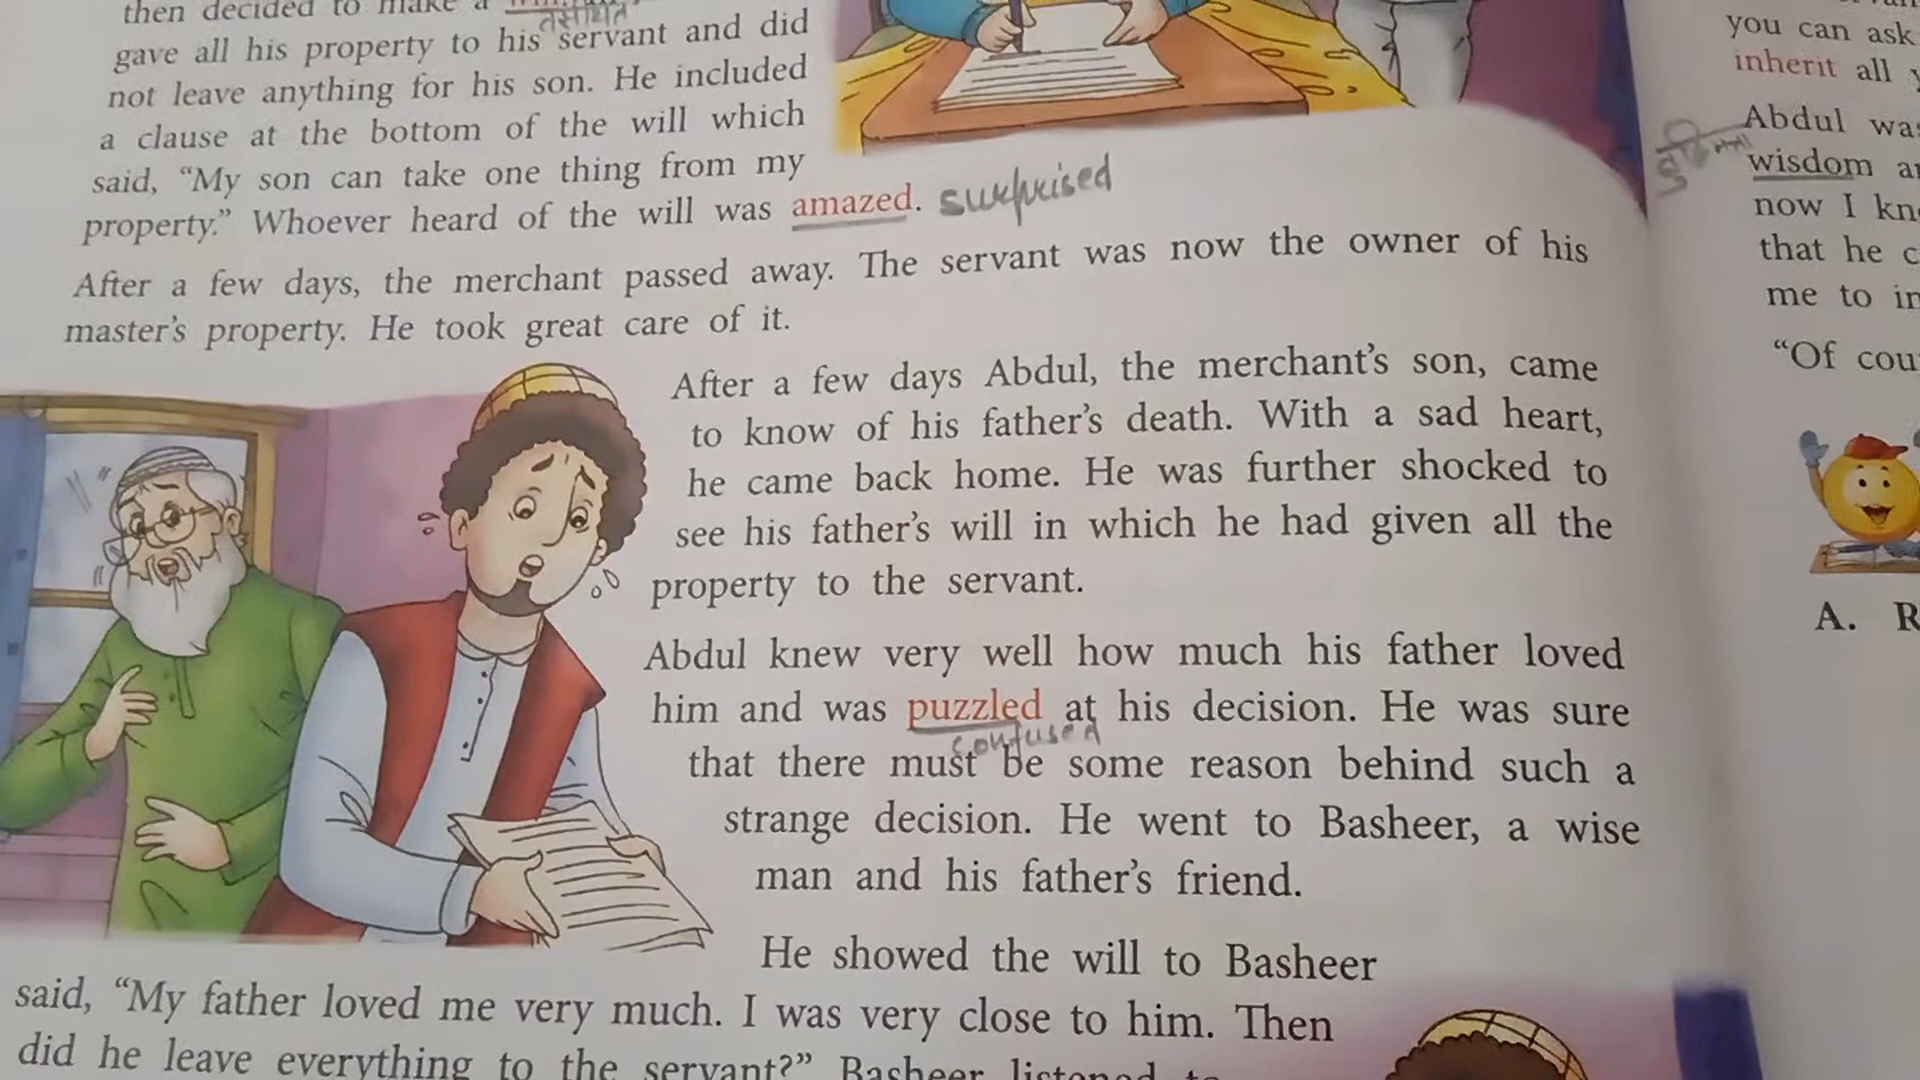 then decided to make a
वसीयत
gave all his property to his servant and did
not leave anything for his son. He included
a clause at the bottom of the will which
said, “My son can take one thing from my
property.” Whoever heard of the will was amazed. surprised
After a few days, the merchant passed away. The servant was now the owner of his
master’s property. He took great care of it.
After a few days Abdul, the merchant’s son, came
to know of his father’s death. With a sad heart,
he came back home. He was further shocked to
see his father’s will in which he had given all the
property to the servant.
Abdul knew very well how much his father loved
him and was puzzled at his decision. He was sure
confused
that there must be some reason behind such a
strange decision. He went to Basheer, a wise
man and his father’s friend.
He showed the will to Basheer
said, “My father loved me very much. I was very close to him. Then
did he leave everything to the servant?” Basheer listened to
you can ask
inherit all
Abdul
wisdom
now I
that he
me to
“Of
A.